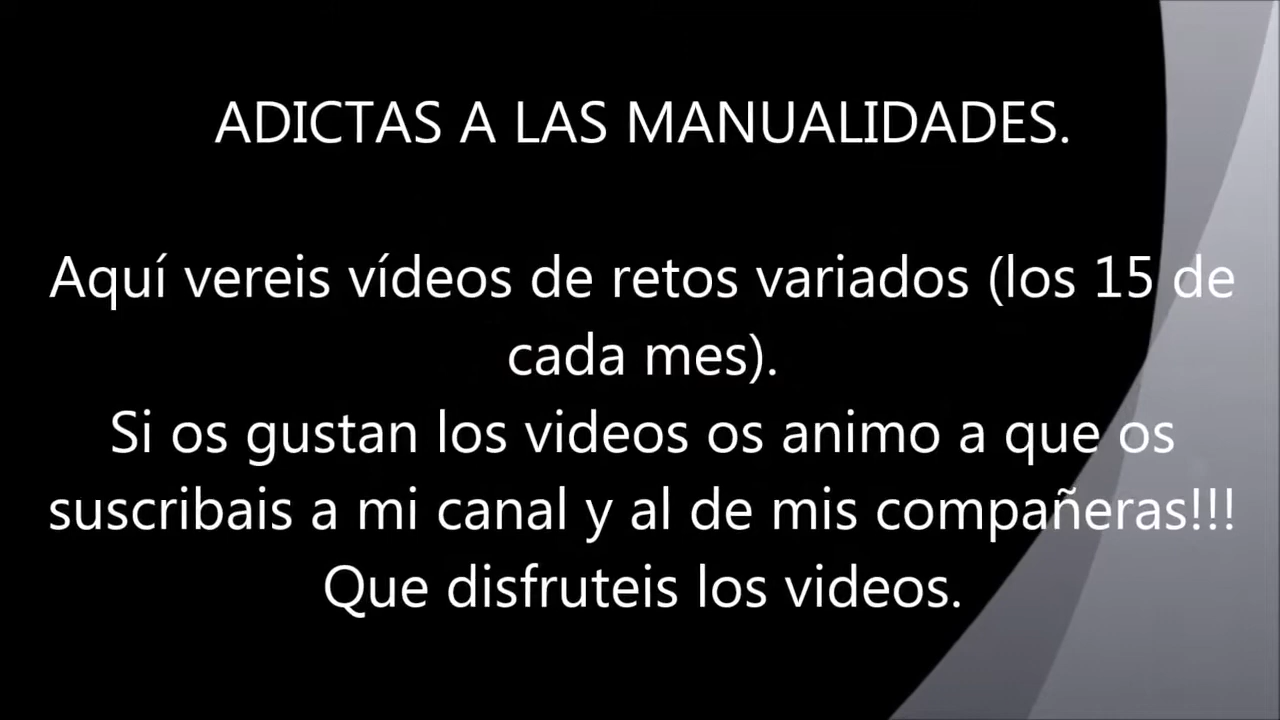 ADICTAS A LAS MANUALIDADES.
Aquí vereis vídeos de retos variados (los 15 de
cada mes).
Si os gustan los videos os animo a que os
suscribais a mi canal y al de mis compañeras!!!
Que disfruteis los videos.